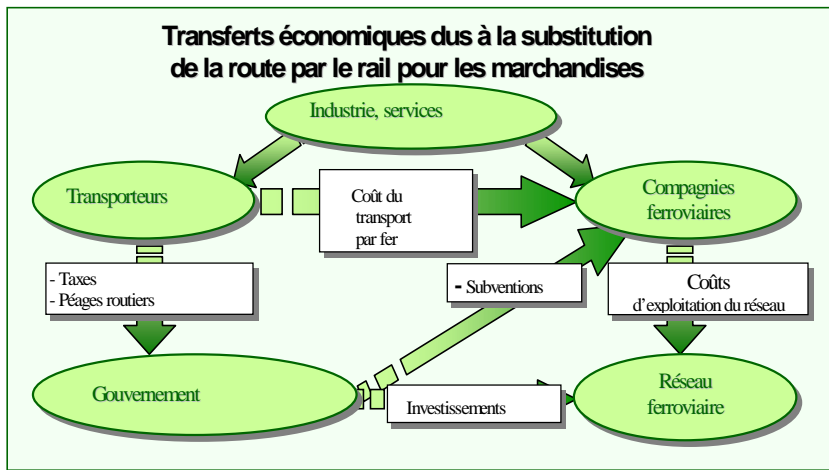 Transferts économiques dus à la substitution
de la route par le rail pour les marchandises
Industrie, services
Transporteurs
Coût du
transport
par fer
Compagnies
ferroviaires
- Taxes
- Péages routiers
- Subventions
Coûts
d'exploitation du réseau
Gouvernement
Investissements
Réseau
ferroviaire